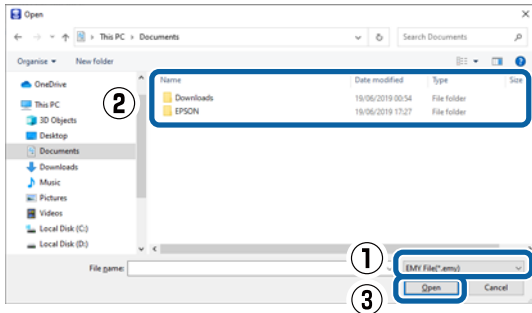 Open
This PC > Documents
Search Documents
Organise
New folder
OneDrive
This PC
3D Objects
Desktop
Documents
Downloads
Music
Pictures
Videos
Local Disk (C:)
Local Disk (D:)
②
Name Date modified Type Size
Downloads 19/06/2019 00:54 File folder
EPSON 19/06/2019 17:27 File folder
①
File name:
EMY File(*.emu)
③
Open Cancel